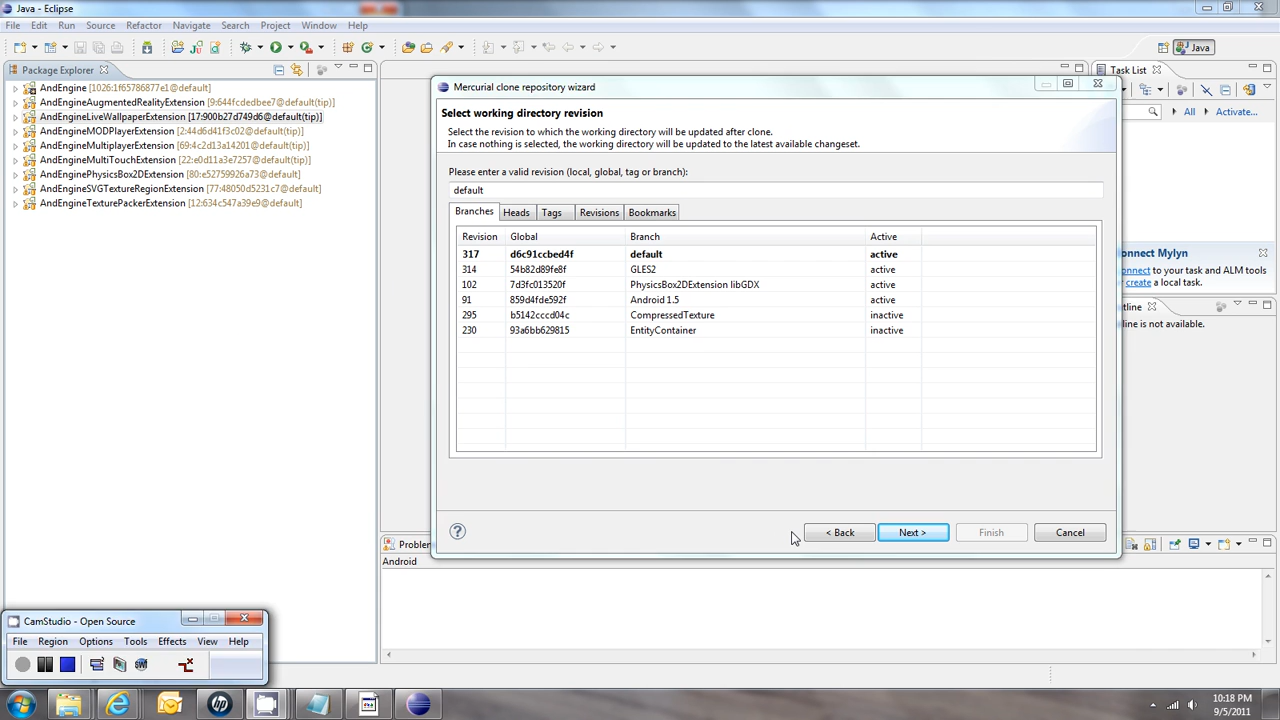 Java - Eclipse
File Edit Run Source Refactor Navigate Search Project Window Help
Java
Package Explorer
AndEngine [1026:1f65786877e1@default]
AndEngineAugmentedRealityExtension [9:644fcdedbee7@default(tip)]
AndEngineLiveWallpaperExtension [17:900b27d749d6@default(tip)]
AndEngineMODPlayerExtension [2:44d6d41f3c02@default(tip)]
AndEngineMultiplayerExtension [69:4c2d13a14201@default(tip)]
AndEngineMultiTouchExtension [22:e0d11a3e7257@default(tip)]
AndEnginePhysicsBox2DExtension [80:e52759926a73@default]
AndEngineSVGTextureRegionExtension [77:48050d5231c7@default]
AndEngineTexturePackerExtension [12:634c547a39e9@default]
Mercurial clone repository wizard
Select working directory revision
Select the revision to which the working directory will be updated after clone.
In case nothing is selected, the working directory will be updated to the latest available changeset.
Please enter a valid revision (local, global, tag or branch):
default
Branches Heads Tags Revisions Bookmarks
Revision Global Branch Active
317 d6c91ccbed4f default active
314 54b82d89fe8f GLES2 active
102 7d3fc013520f PhysicsBox2DExtension libGDX active
91 859d4fde592f Android 1.5 active
295 b5142cccd04c CompressedTexture inactive
230 93a6bb629815 EntityContainer inactive
< Back Next > Finish Cancel
Task List
All Activate...
onnect Mylyn
onnect to your task and ALM tools
or create a local task.
utline
line is not available.
Problem
Android
CamStudio - Open Source
File Region Options Tools Effects View Help
10:18 PM
9/5/2011